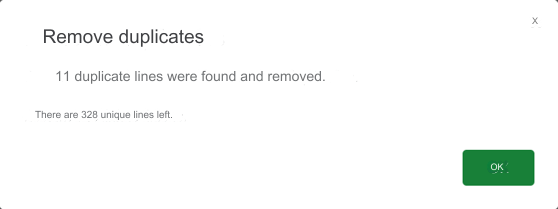 X
Remove duplicates
11 duplicate lines were found and removed.
There are 328 unique lines left.
OK